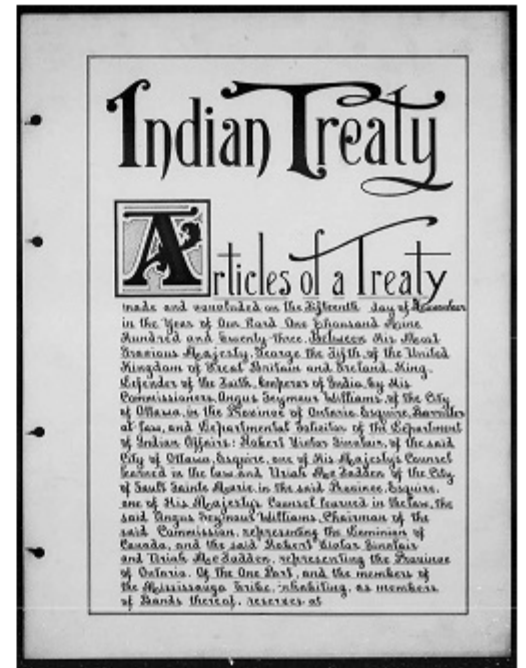 Indian Treaty
Articles of a Treaty
made and concluded on the Fifteenth day of November
in the Year of Our Lord One Thousand Nine
Hundred and twenty-three, Between His Most
Gracious Majesty, George the Fifth, of the United
Kingdom of Great Britain and Ireland, King,
Defender of the Faith, Emperor of India, by His
Commissioners, Angus Seymour Williams, of the City
of Ottawa, in the Province of Ontario, Esquire, Barrister
at law, and Departmental Solicitor of the Department
of Indian Affairs; Robert Victor Sinclair, of the said
City of Ottawa, Esquire, one of His Majesty's Counsel
learned in the law, and Uriah McFadden, of the City
of Sault Sainte Marie, in the said Province, Esquire,
one of His Majesty's Counsel learned in the law, the
said Angus Seymour Williams, Chairman of the
said Commission, representing the Dominion of
Canada, and the said Robert Victor Sinclair
and Uriah McFadden, representing the Province
of Ontario, Of the One Part, and the members of
the Mississauga Tribe, inhabiting, as members
of Bands thereof, reserves at